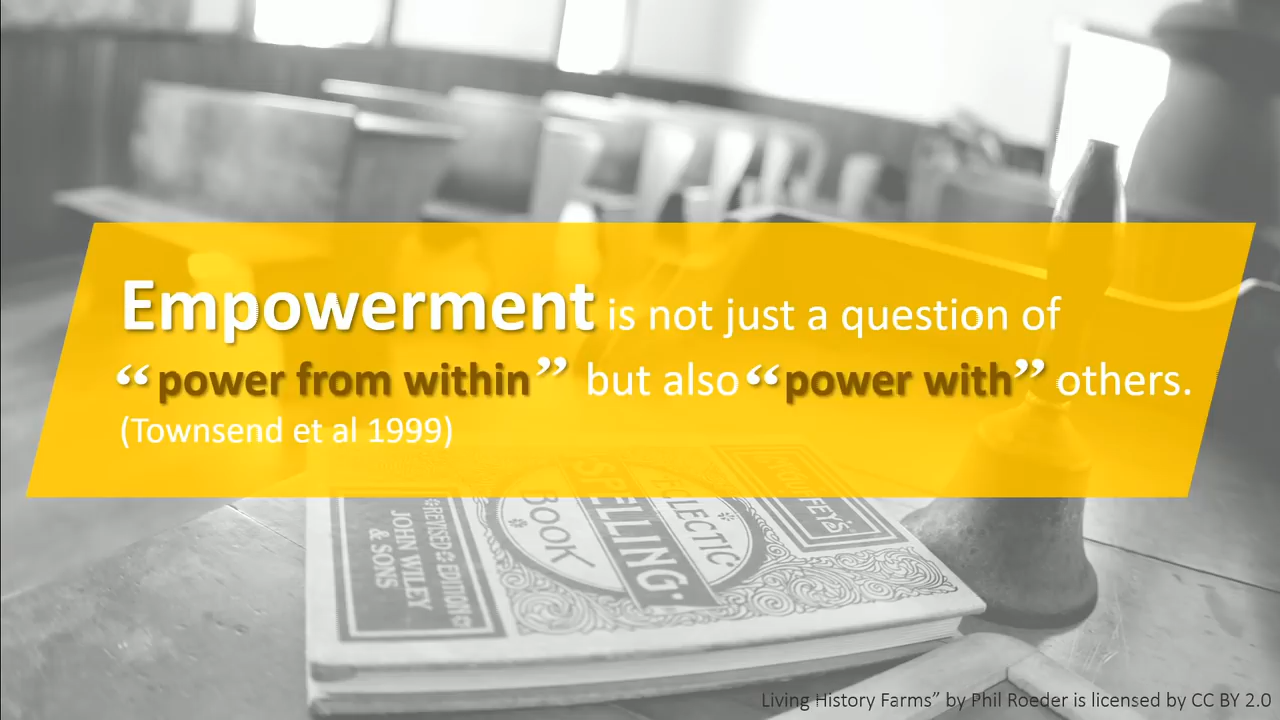 Empowerment is not just a question of
“power from within” but also “power with” others.
(Townsend et al 1999)
McGUFFEY'S
ECLECTIC
SPELLING·
BOOK
REVISED EDITION
JOHN WILEY
& SONS
Living History Farms” by Phil Roeder is licensed by CC BY 2.0